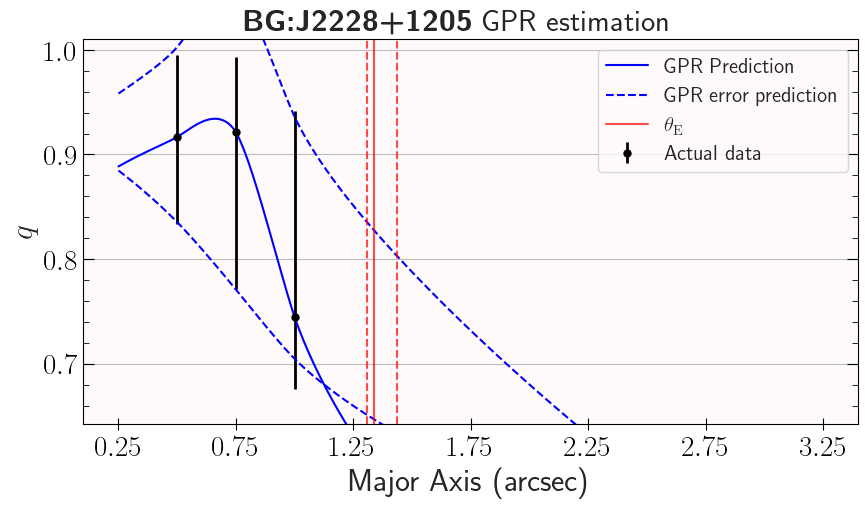 BG:J2228+1205 GPR estimation
1.0
0.9
0.8
0.7
q
GPR Prediction
GPR error prediction
θE
Actual data
0.25 0.75 1.25 1.75 2.25 2.75 3.25
Major Axis (arcsec)